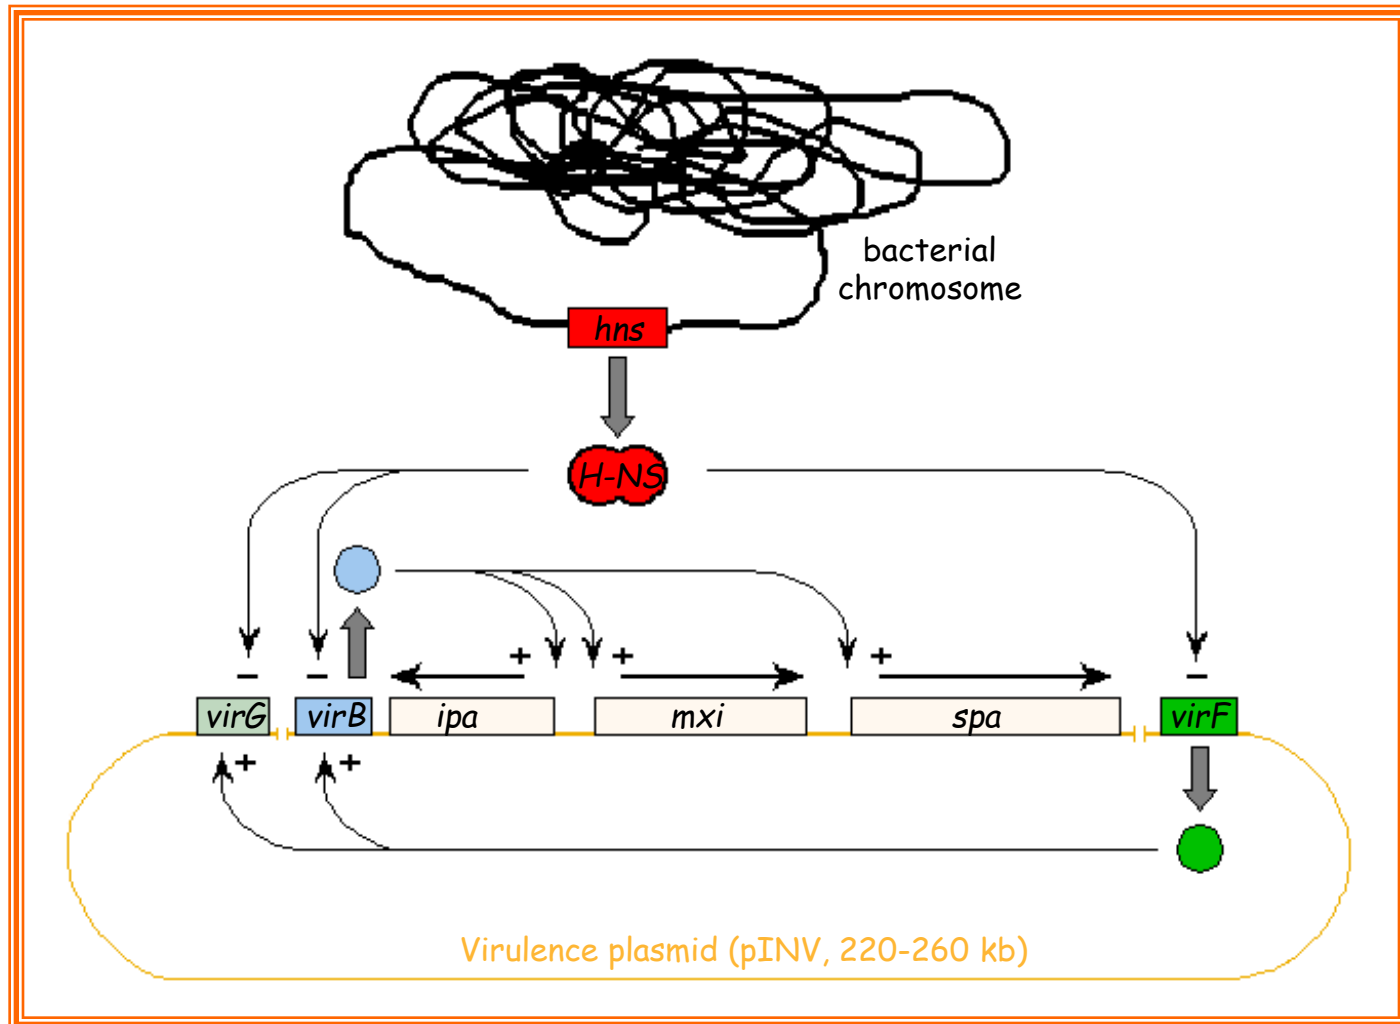 bacterial
chromosome
hns
H-NS
+ + +
− − −
virG virB ipa mxi spa virF
+ +
Virulence plasmid (pINV, 220-260 kb)